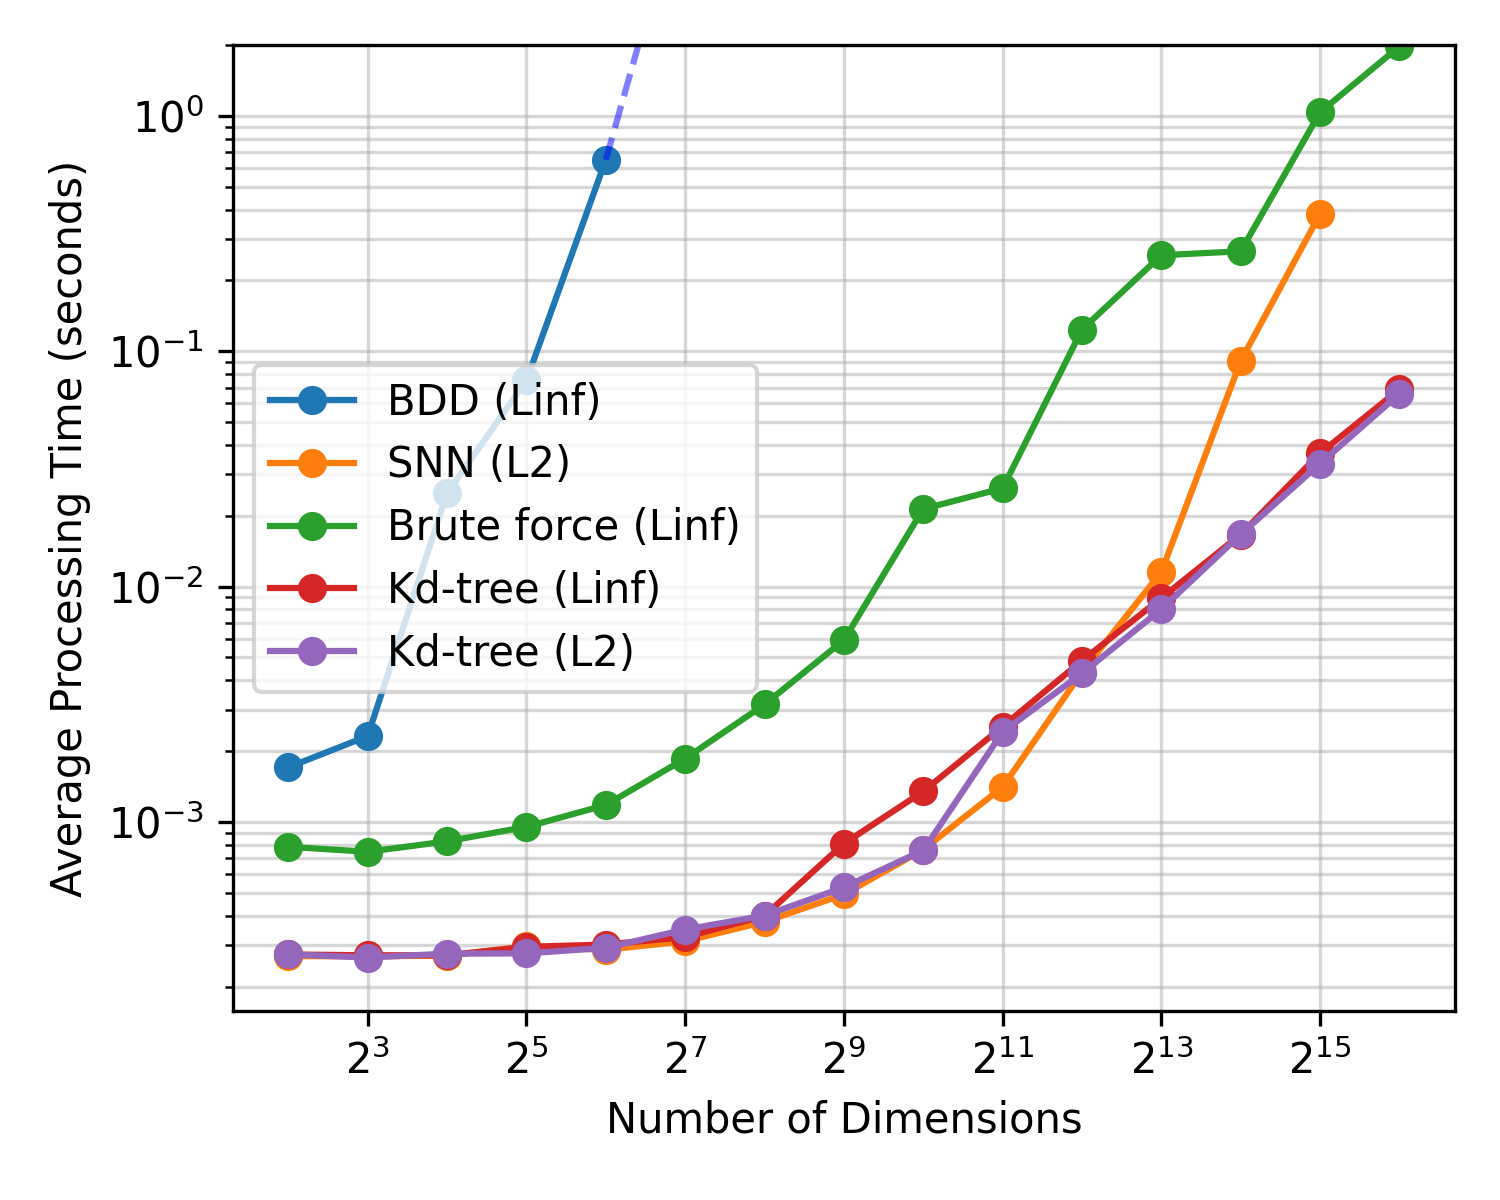 10⁰
10⁻¹
10⁻²
10⁻³
Average Processing Time (seconds)
BDD (Linf)
SNN (L2)
Brute force (Linf)
Kd-tree (Linf)
Kd-tree (L2)
2³ 2⁵ 2⁷ 2⁹ 2¹¹ 2¹³ 2¹⁵
Number of Dimensions